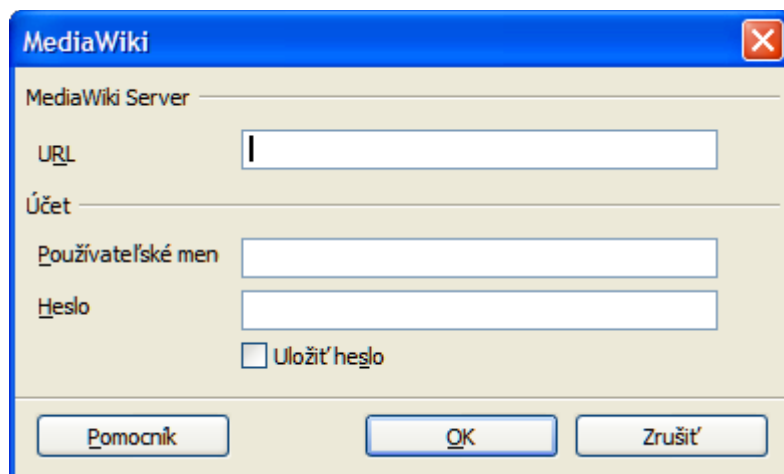 MediaWiki
MediaWiki Server
URL
Účet
Používateľské men
Heslo
Uložiť heslo
Pomocník OK Zrušiť